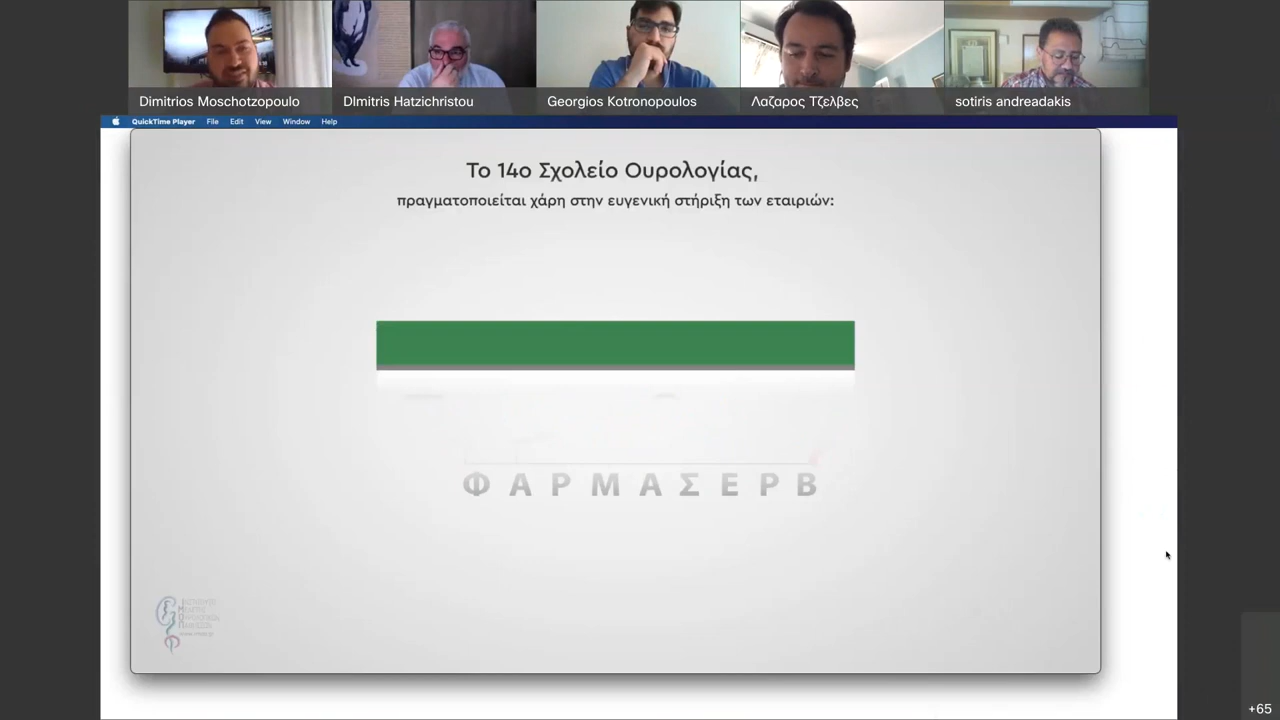 Dimitrios Moschotzopoulo
DImitris Hatzichristou
Georgios Kotronopoulos
Λαζαρος Τζελβες
sotiris andreadakis
QuickTime Player File Edit View Window Help
Το 14ο Σχολείο Ουρολογίας,
πραγματοποιείται χάρη στην ευγενική στήριξη των εταιριών:
ΦΑΡΜΑΣΕΡΒ
+65